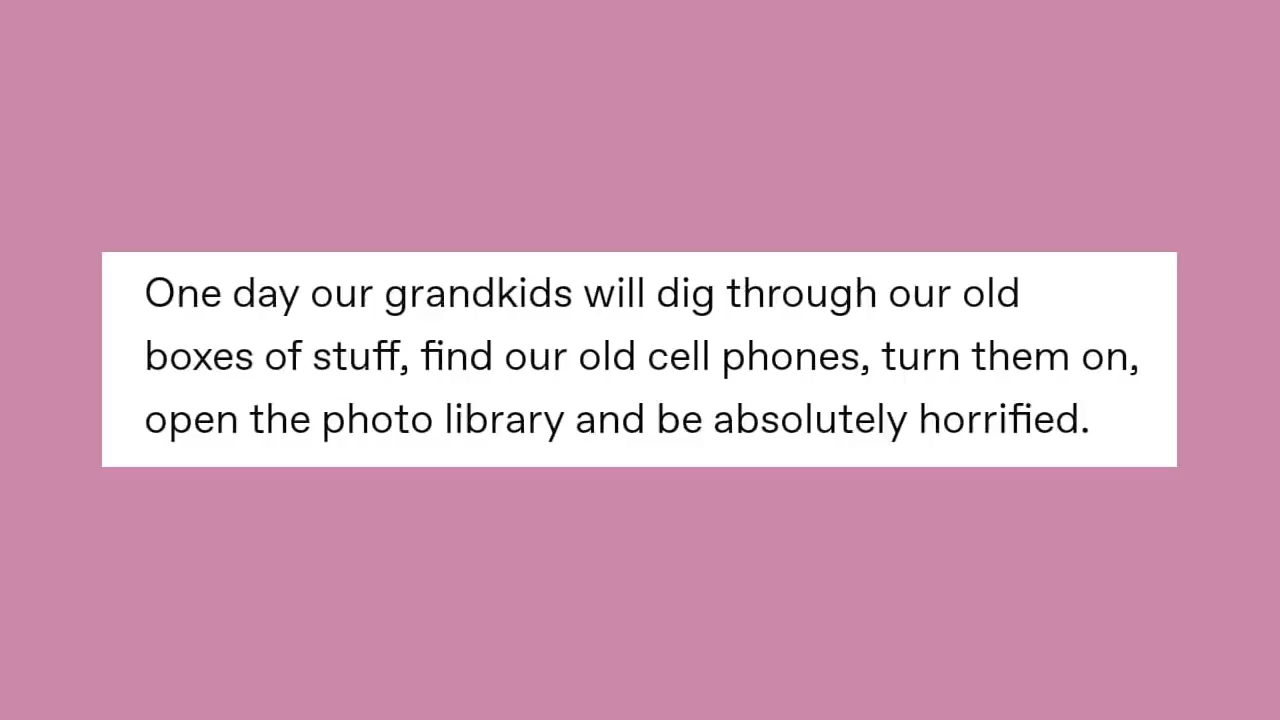 One day our grandkids will dig through our old
boxes of stuff, find our old cell phones, turn them on,
open the photo library and be absolutely horrified.